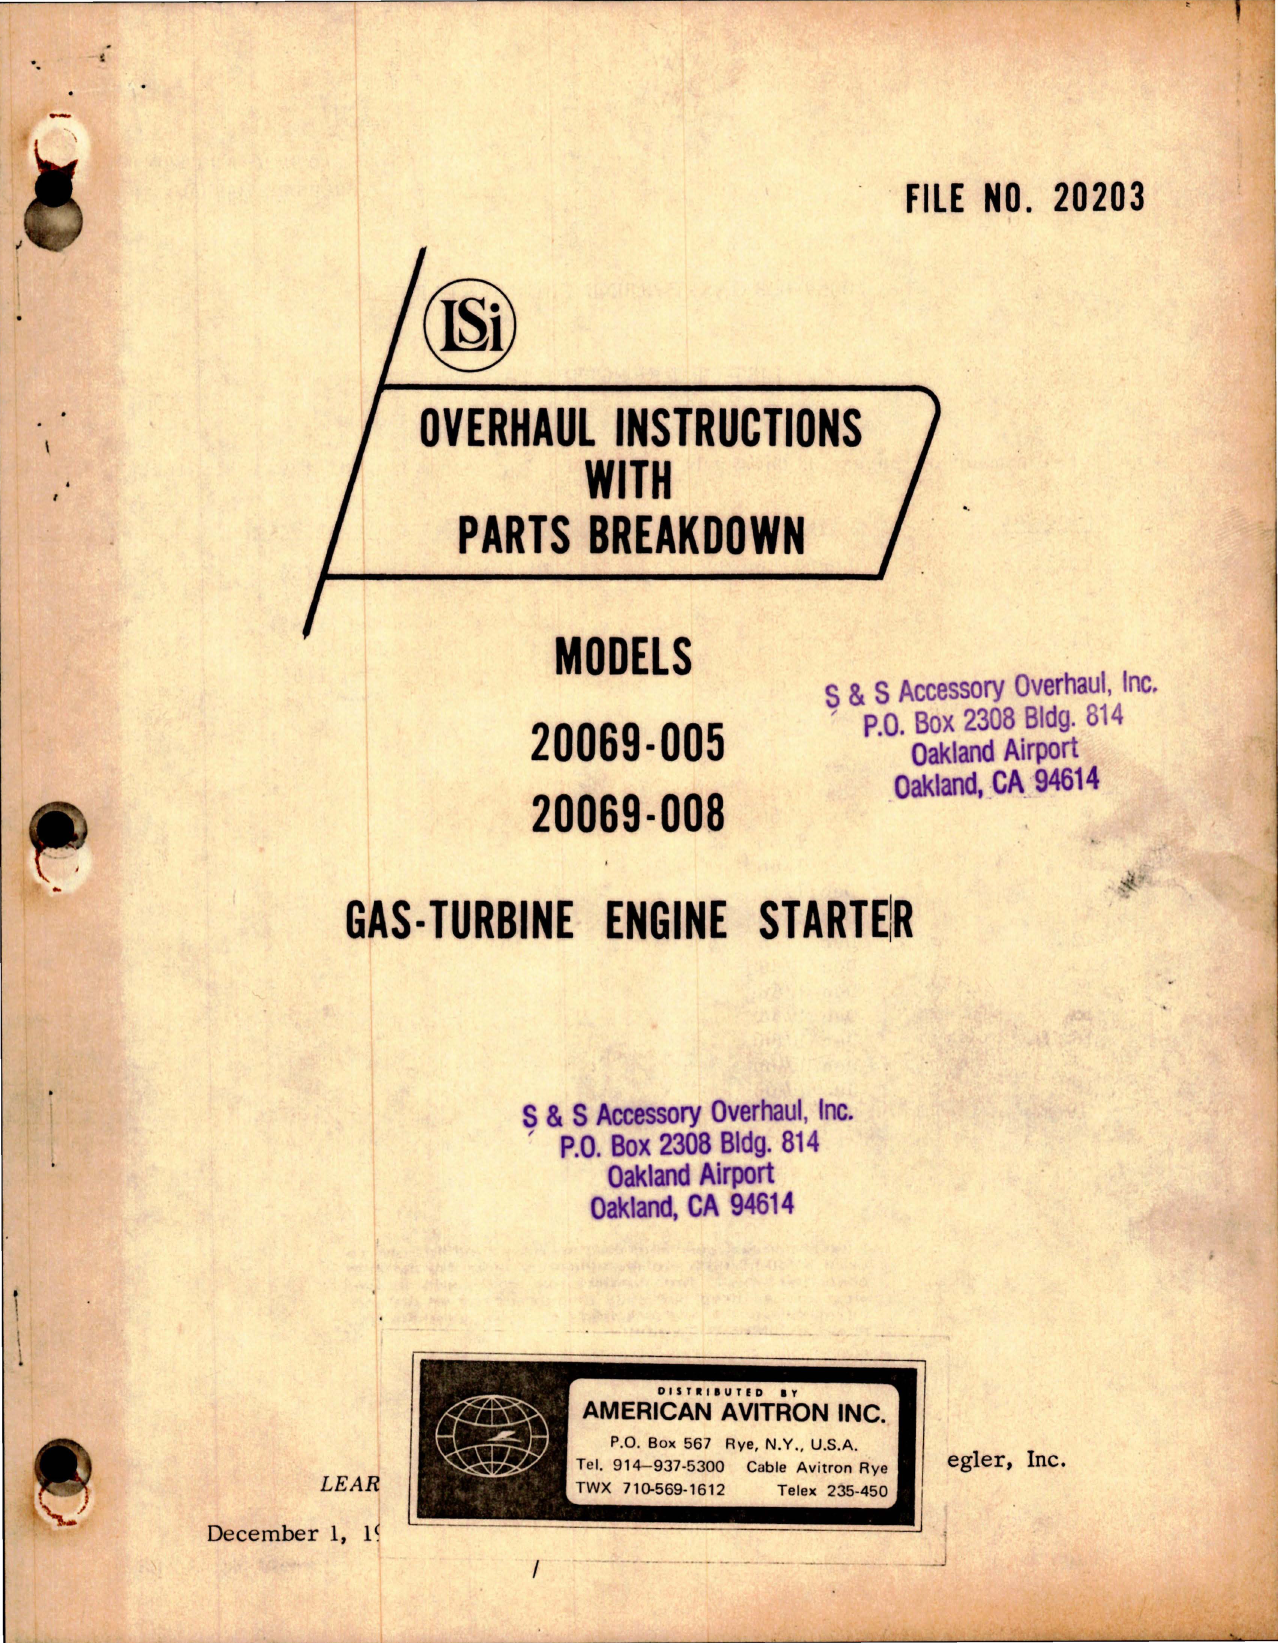 FILE NO. 20203
LSi
OVERHAUL INSTRUCTIONS
WITH
PARTS BREAKDOWN
MODELS
20069-005
20069-008
S & S Accessory Overhaul, Inc.
P.O. Box 2308 Bldg. 814
Oakland Airport
Oakland, CA 94614
GAS-TURBINE ENGINE STARTER
S & S Accessory Overhaul, Inc.
P.O. Box 2308 Bldg. 814
Oakland Airport
Oakland, CA 94614
DISTRIBUTED BY
AMERICAN AVITRON INC.
P.O. Box 567 Rye, N.Y., U.S.A.
Tel. 914-937-5300 Cable Avitron Rye
TWX 710-569-1612 Telex 235-450
LEAR
egler, Inc.
December 1, 19